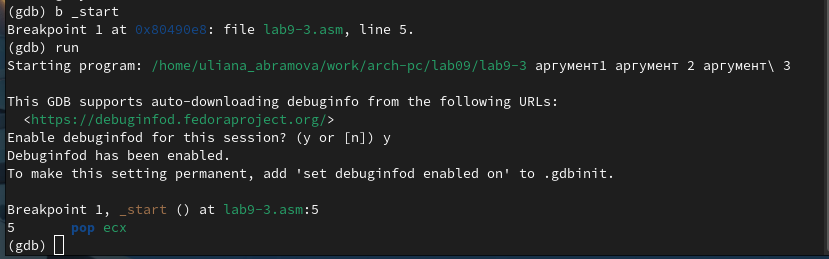 (gdb) b _start
Breakpoint 1 at 0x80490e8: file lab9-3.asm, line 5.
(gdb) run
Starting program: /home/uliana_abramova/work/arch-pc/lab09/lab9-3 аргумент1 аргумент 2 аргумент\ 3
This GDB supports auto-downloading debuginfo from the following URLs:
<https://debuginfod.fedoraproject.org/>
Enable debuginfod for this session? (y or [n]) y
Debuginfod has been enabled.
To make this setting permanent, add 'set debuginfod enabled on' to .gdbinit.
Breakpoint 1, _start () at lab9-3.asm:5
5 pop ecx
(gdb)